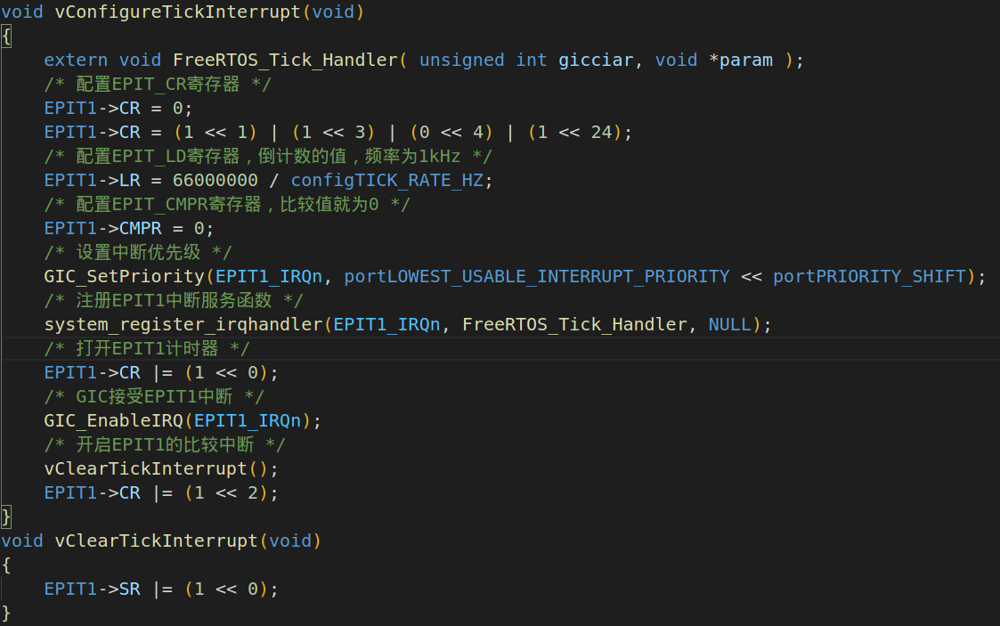 void vConfigureTickInterrupt(void)
{
    extern void FreeRTOS_Tick_Handler( unsigned int gicciar, void *param );
    /* 配置EPIT_CR寄存器 */
    EPIT1->CR = 0;
    EPIT1->CR = (1 << 1) | (1 << 3) | (0 << 4) | (1 << 24);
    /* 配置EPIT_LD寄存器，倒计数的值，频率为1kHz */
    EPIT1->LR = 66000000 / configTICK_RATE_HZ;
    /* 配置EPIT_CMPR寄存器，比较值就为0 */
    EPIT1->CMPR = 0;
    /* 设置中断优先级 */
    GIC_SetPriority(EPIT1_IRQn, portLOWEST_USABLE_INTERRUPT_PRIORITY << portPRIORITY_SHIFT);
    /* 注册EPIT1中断服务函数 */
    system_register_irqhandler(EPIT1_IRQn, FreeRTOS_Tick_Handler, NULL);
    /* 打开EPIT1计时器 */
    EPIT1->CR |= (1 << 0);
    /* GIC接受EPIT1中断 */
    GIC_EnableIRQ(EPIT1_IRQn);
    /* 开启EPIT1的比较中断 */
    vClearTickInterrupt();
    EPIT1->CR |= (1 << 2);
}
void vClearTickInterrupt(void)
{
    EPIT1->SR |= (1 << 0);
}